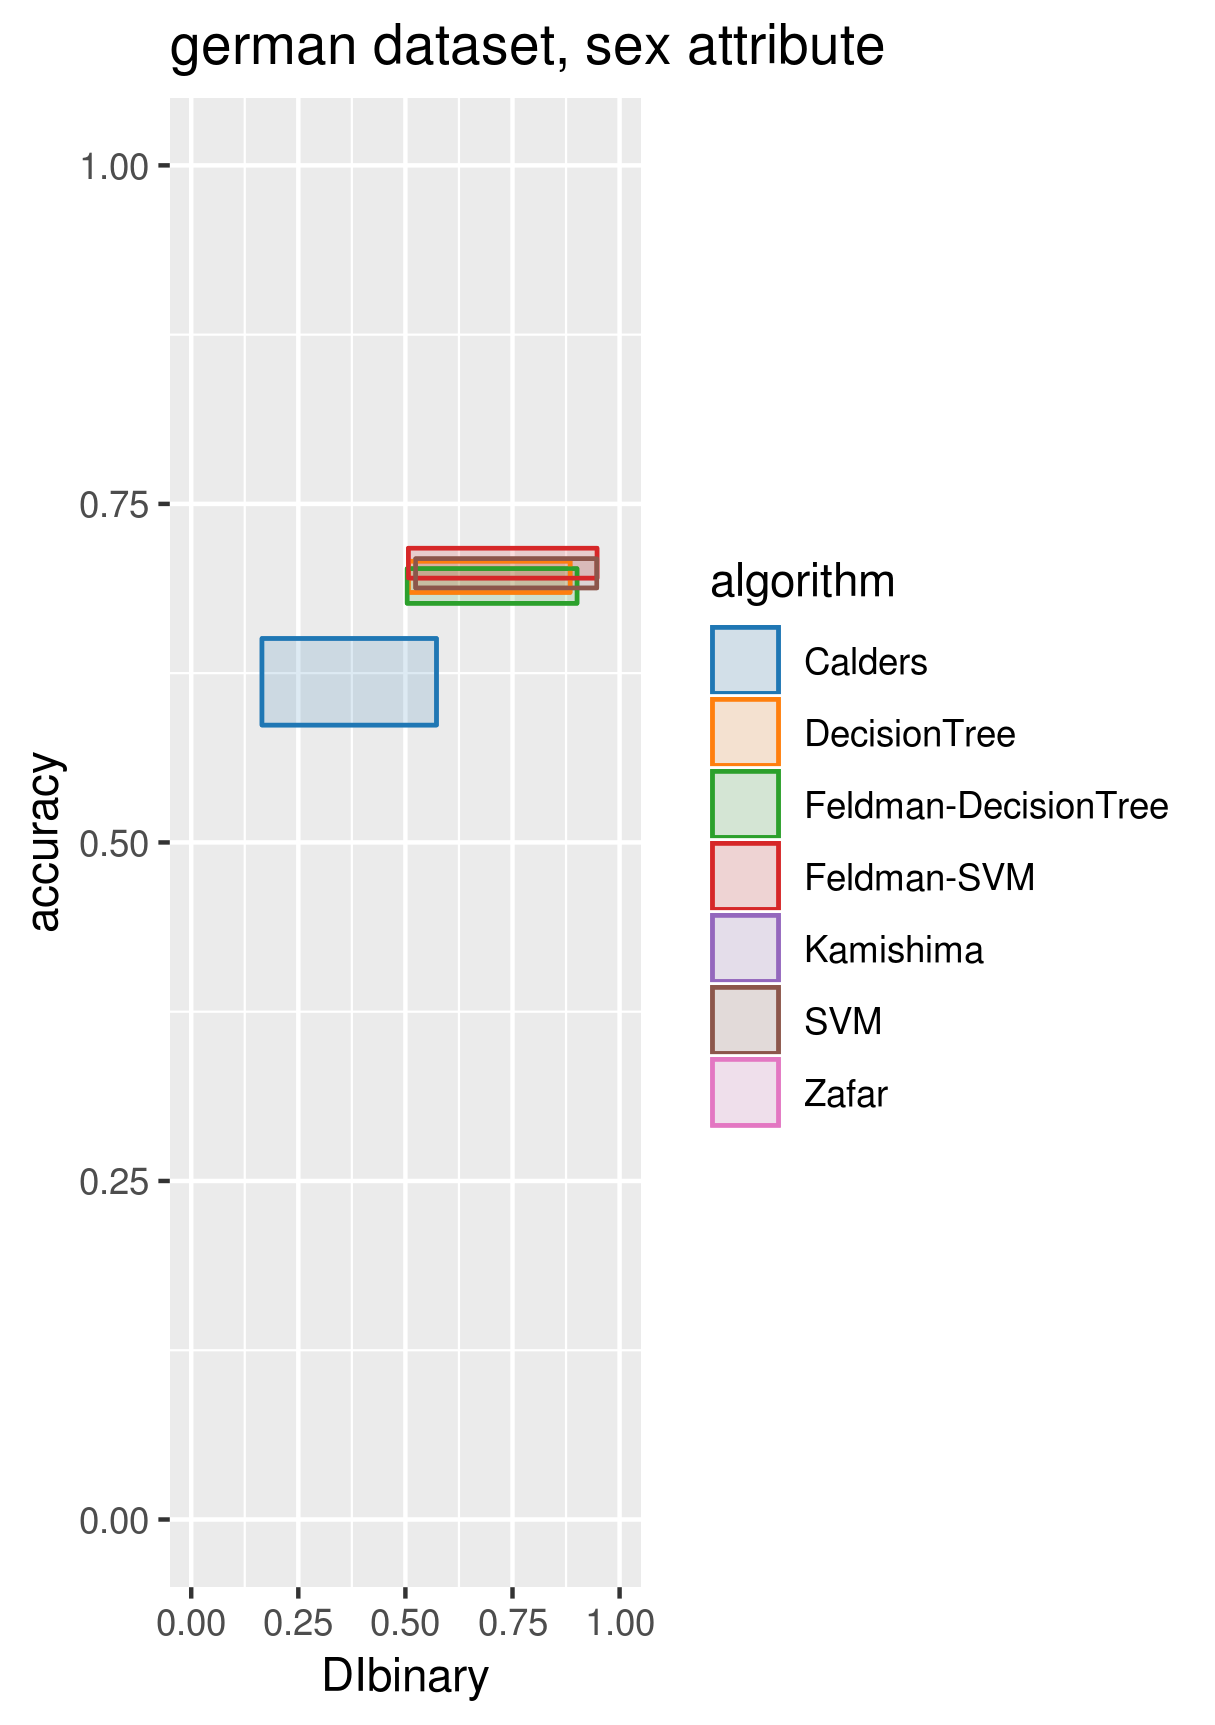 german dataset, sex attribute
1.00
0.75
0.50
0.25
0.00
accuracy
0.00 0.25 0.50 0.75 1.00
DIbinary
algorithm
Calders
DecisionTree
Feldman-DecisionTree
Feldman-SVM
Kamishima
SVM
Zafar